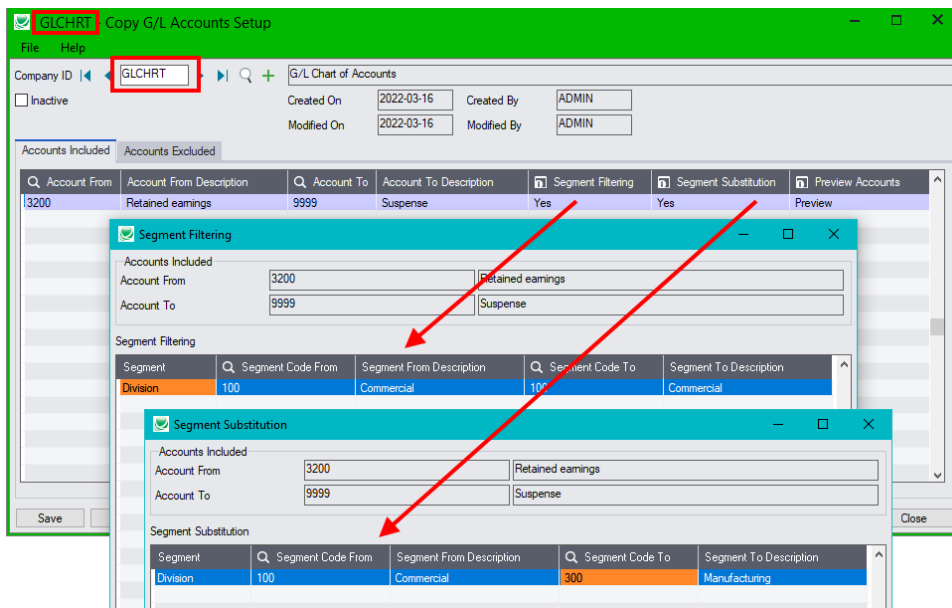 GLCHRT - Copy G/L Accounts Setup
File Help
Company ID GLCHRT G/L Chart of Accounts
Inactive Created On 2022-03-16 Created By ADMIN
Modified On 2022-03-16 Modified By ADMIN
Accounts Included Accounts Excluded
Account From Account From Description Account To Account To Description Segment Filtering Segment Substitution Preview Accounts
3200 Retained earnings 9999 Suspense Yes Yes Preview
Segment Filtering
Accounts Included
Account From 3200 Retained earnings
Account To 9999 Suspense
Segment Filtering
Segment Segment Code From Segment From Description Segment Code To Segment To Description
Division 100 Commercial 100 Commercial
Segment Substitution
Accounts Included
Account From 3200 Retained earnings
Account To 9999 Suspense
Segment Substitution
Segment Segment Code From Segment From Description Segment Code To Segment To Description
Division 100 Commercial 300 Manufacturing
Save Close